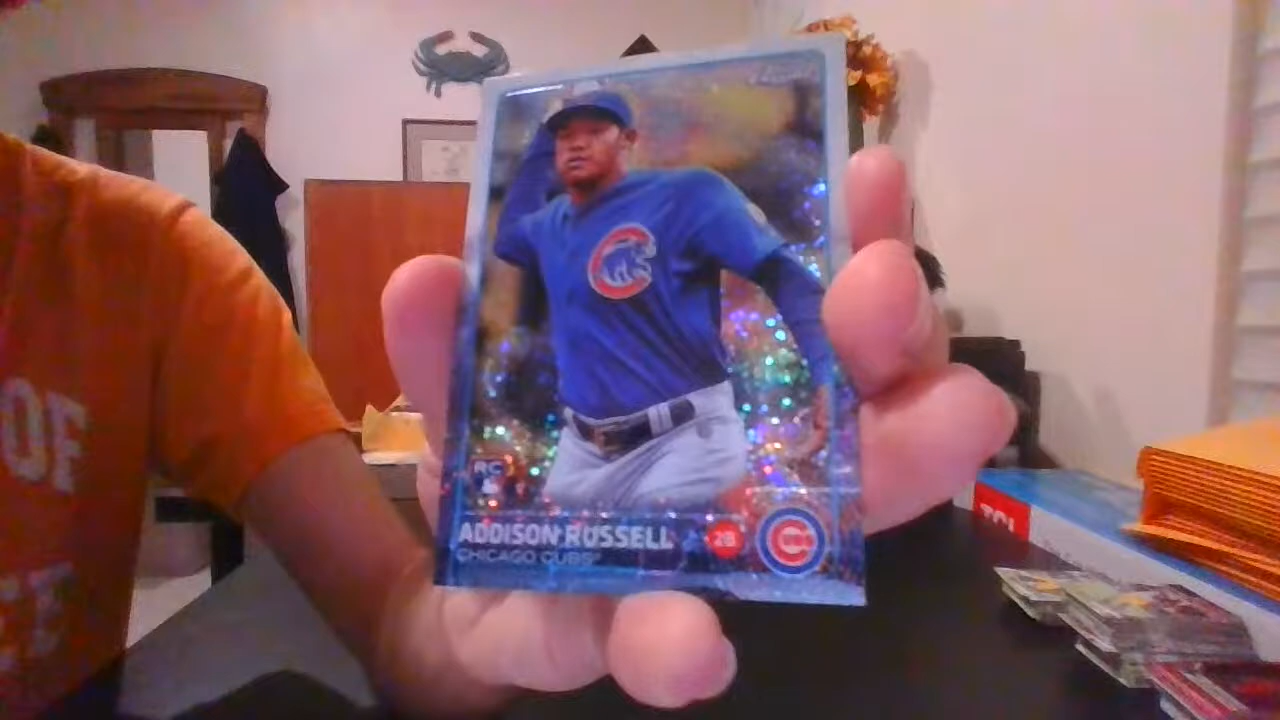 RC
ADDISON RUSSELL
2B
CHICAGO CUBS
OF
TCL